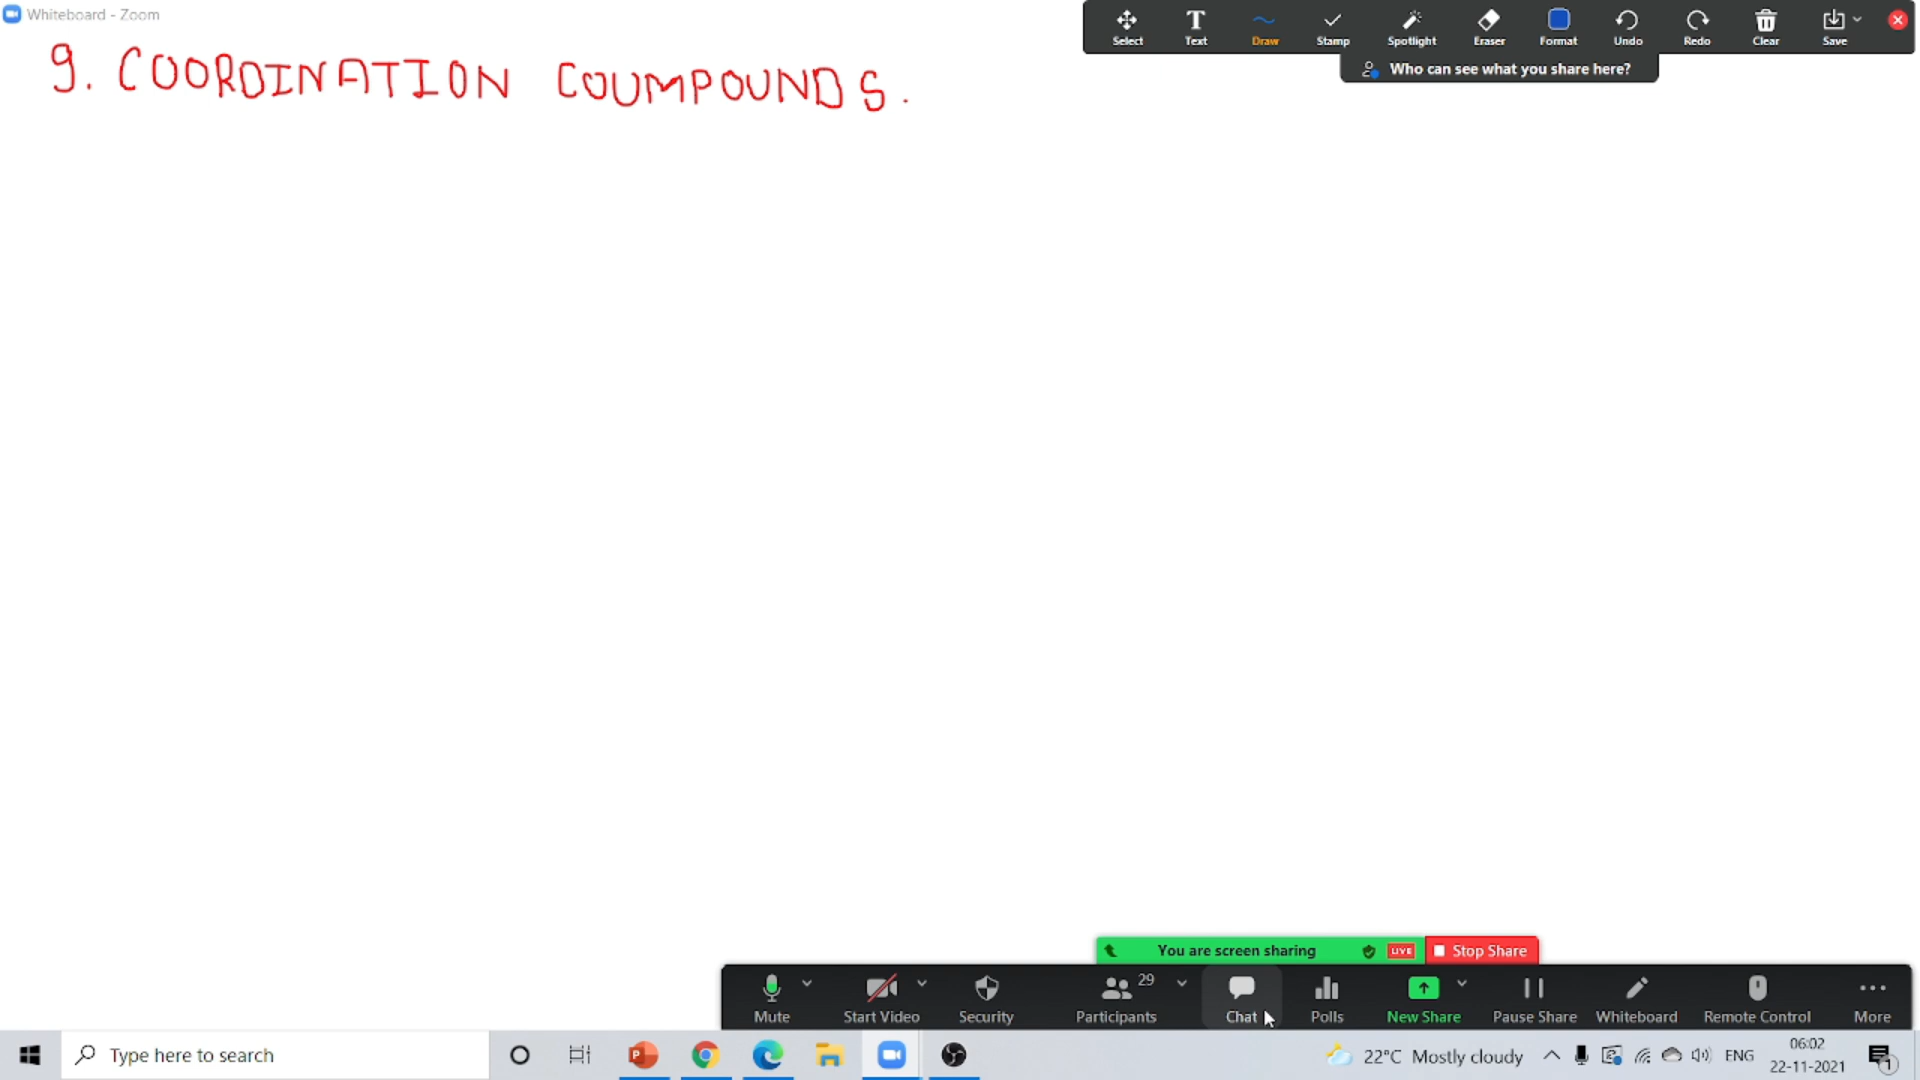 Whiteboard - Zoom
Select Text Draw Stamp Spotlight Eraser Format Undo Redo Clear Save
Who can see what you share here?
9. COORDINATION COUMPOUNDS.
You are screen sharing LIVE Stop Share
29
Mute Start Video Security Participants Chat Polls New Share Pause Share Whiteboard Remote Control More
Type here to search 22°C Mostly cloudy ENG 06:02
22-11-2021
1